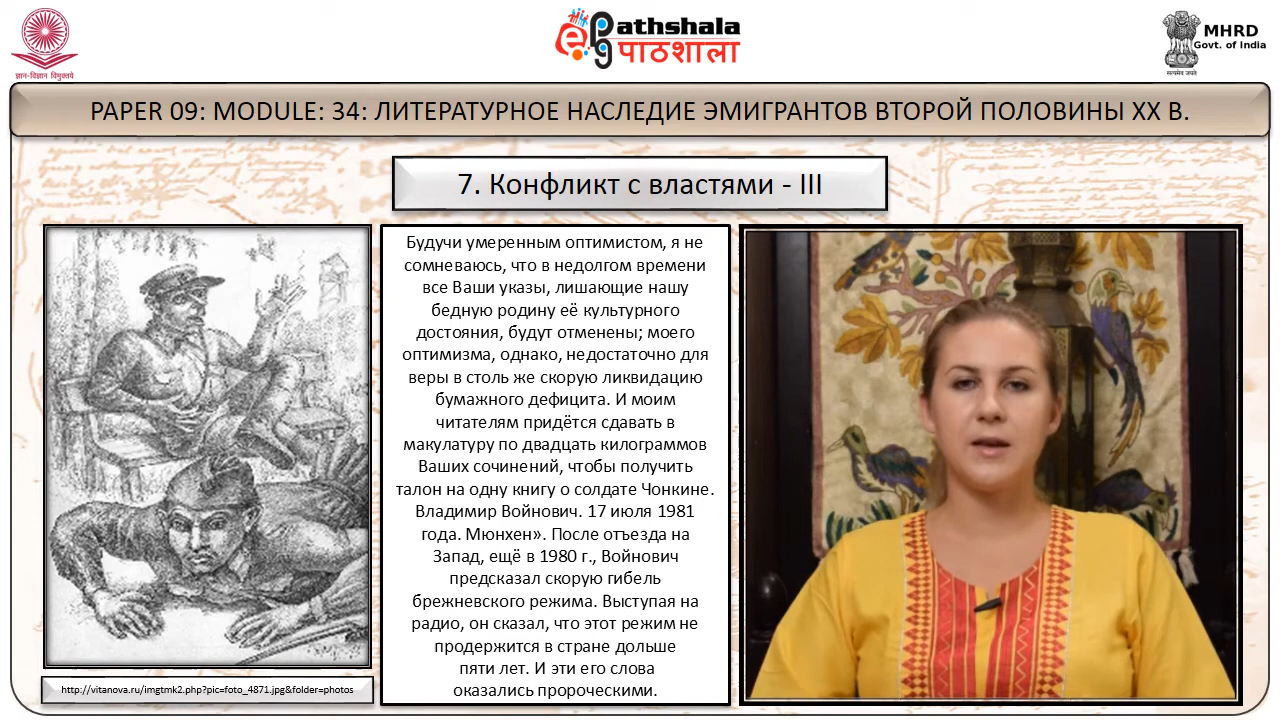 ज्ञान-विज्ञान विमुक्तये
ePathshala
पाठशाला
MHRD
Govt. of India
सत्यमेव जयते
PAPER 09: MODULE: 34: ЛИТЕРАТУРНОЕ НАСЛЕДИЕ ЭМИГРАНТОВ ВТОРОЙ ПОЛОВИНЫ XX В.
7. Конфликт с властями - III
Будучи умеренным оптимистом, я не
сомневаюсь, что в недолгом времени
все Ваши указы, лишающие нашу
бедную родину её культурного
достояния, будут отменены; моего
оптимизма, однако, недостаточно для
веры в столь же скорую ликвидацию
бумажного дефицита. И моим
читателям придётся сдавать в
макулатуру по двадцать килограммов
Ваших сочинений, чтобы получить
талон на одну книгу о солдате Чонкине.
Владимир Войнович. 17 июля 1981
года. Мюнхен». После отъезда на
Запад, ещё в 1980 г., Войнович
предсказал скорую гибель
брежневского режима. Выступая на
радио, он сказал, что этот режим не
продержится в стране дольше
пяти лет. И эти его слова
оказались пророческими.
http://vitanova.ru/imgtmk2.php?pic=foto_4871.jpg&folder=photos